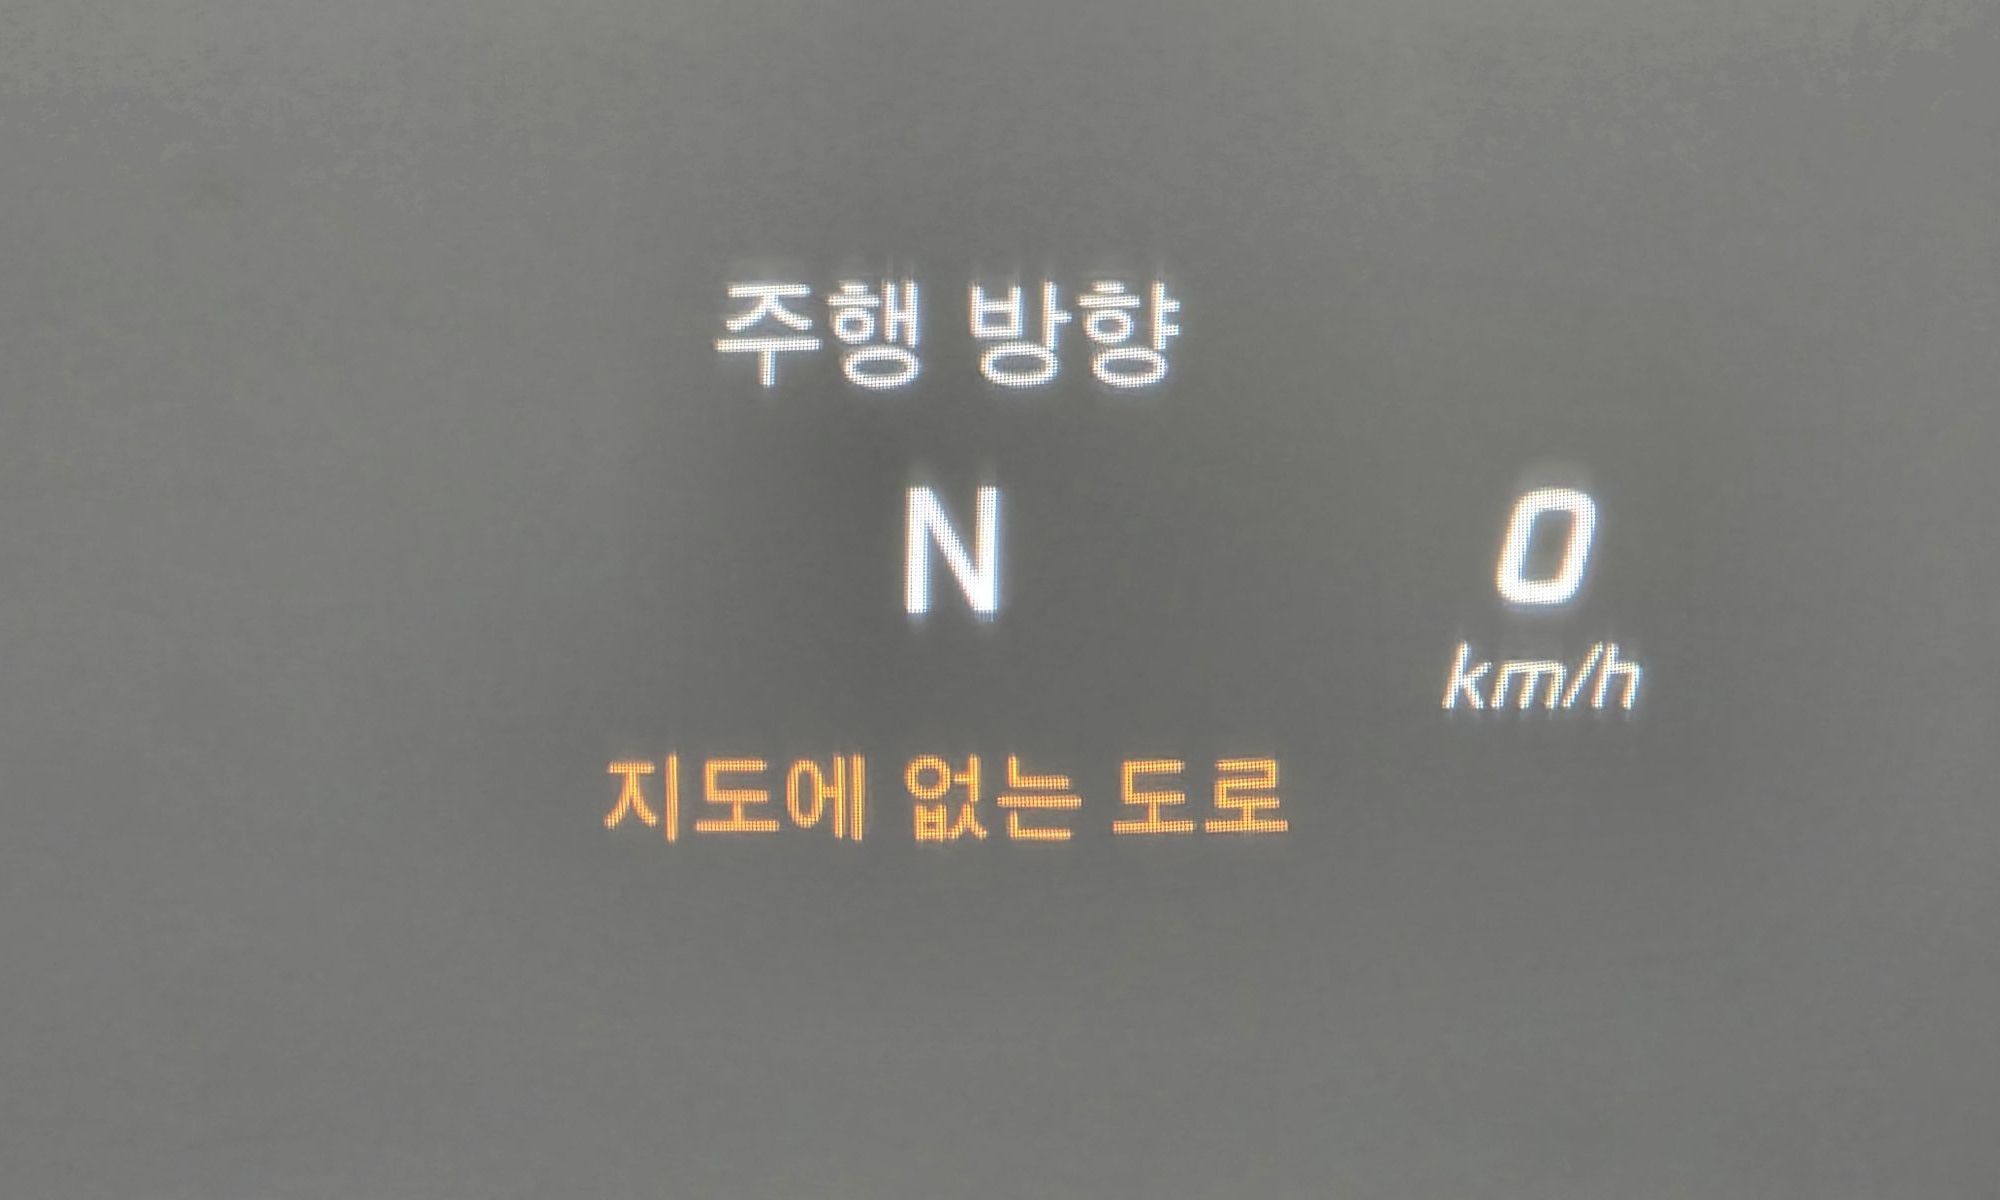 주행 방향
N
0
km/h
지도에 없는 도로